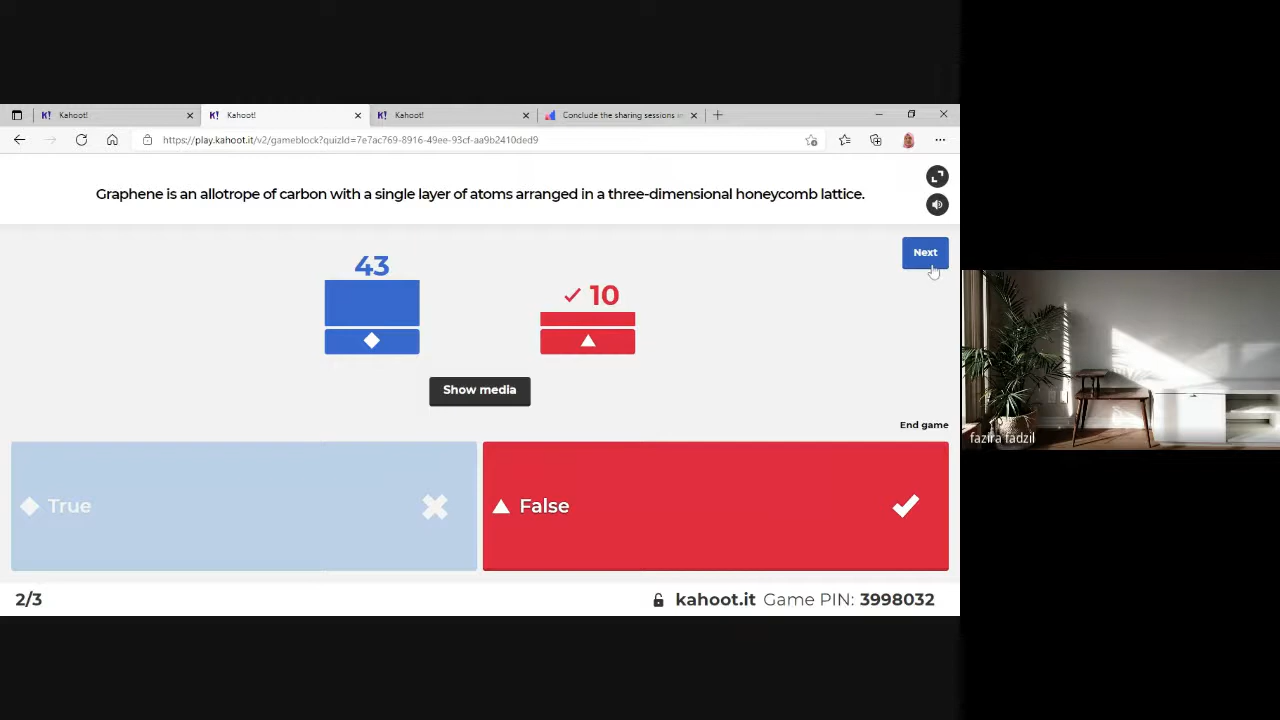 Kahoot!
Kahoot!
Kahoot!
Conclude the sharing sessions
https://play.kahoot.it/v2/gameblock?quizId=7e7ac769-8916-49ee-93cf-aa9b2410ded9
Graphene is an allotrope of carbon with a single layer of atoms arranged in a three-dimensional honeycomb lattice.
Next
43
10
Show media
End game
True
False
fazira fadzil
2/3
kahoot.it Game PIN: 3998032